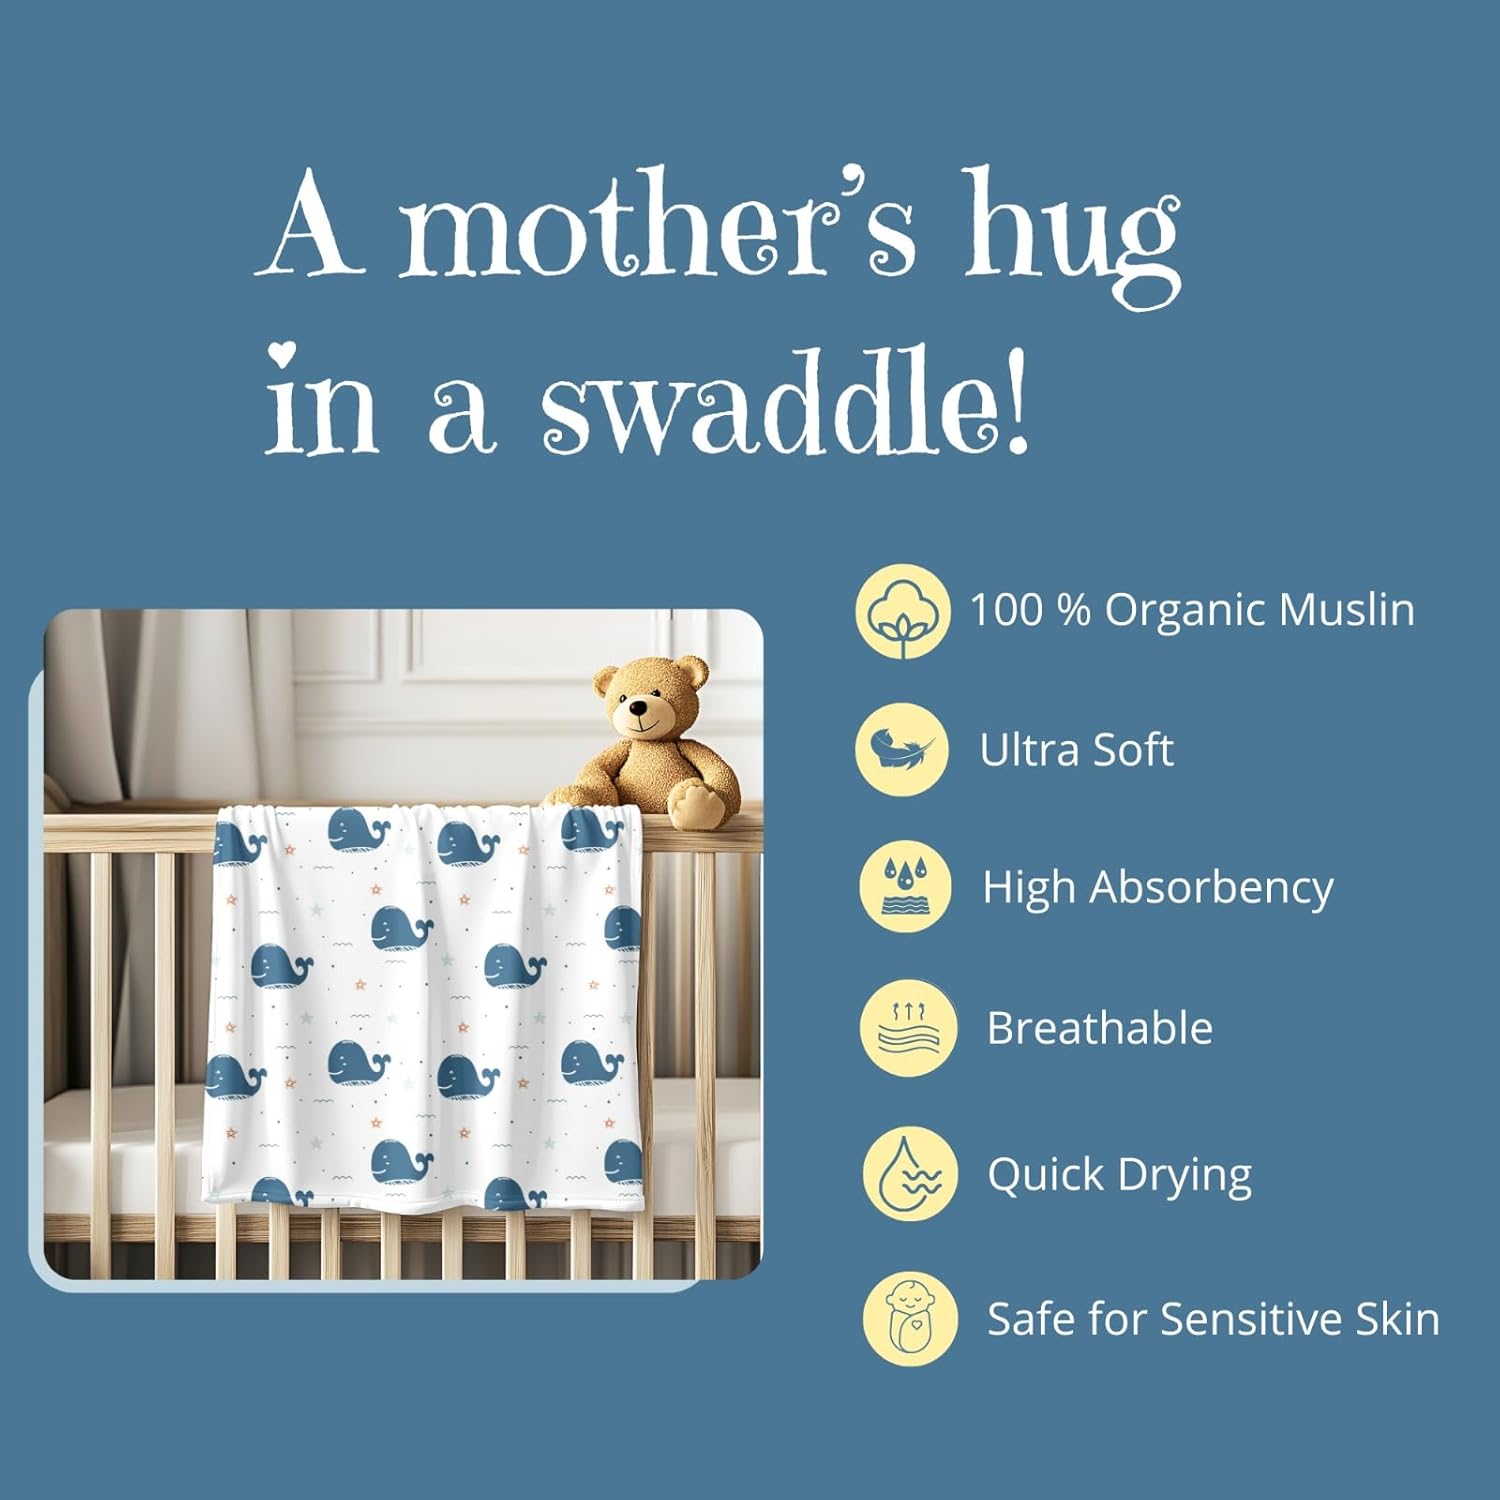 A mother’s hug
in a swaddle!
100 % Organic Muslin
Ultra Soft
High Absorbency
Breathable
Quick Drying
Safe for Sensitive Skin